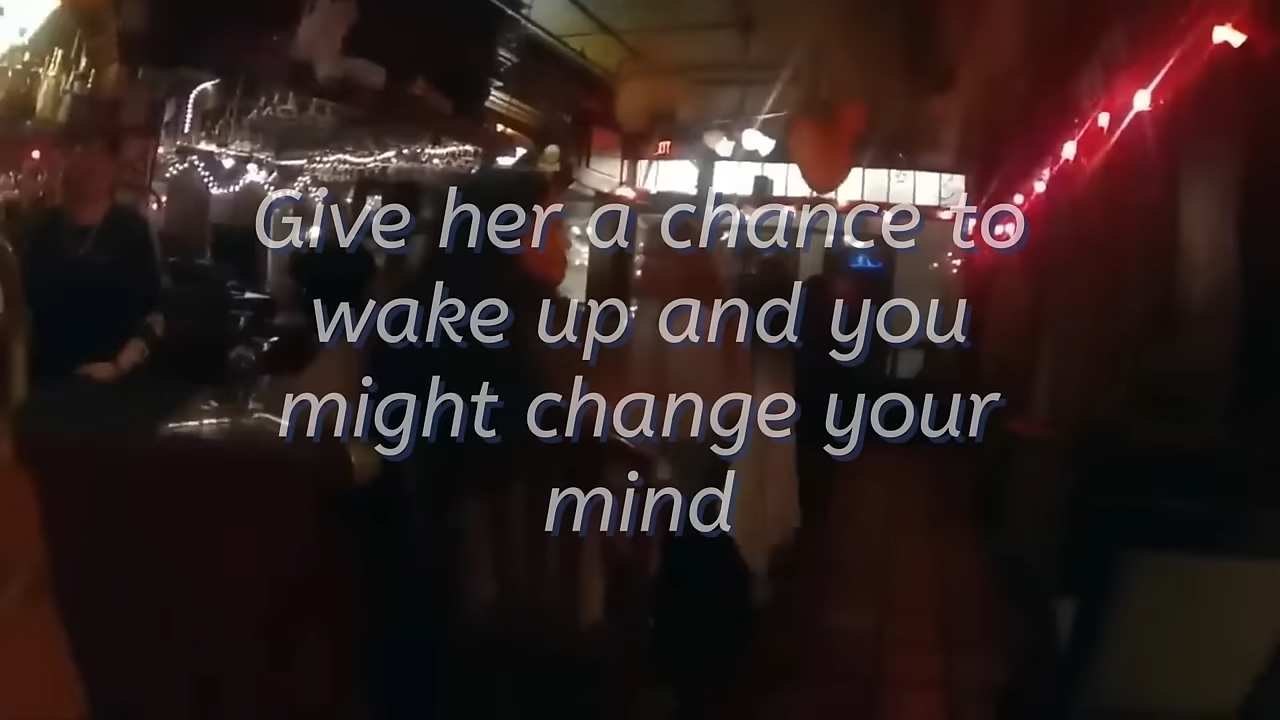 Give her a chance to
wake up and you
might change your
mind